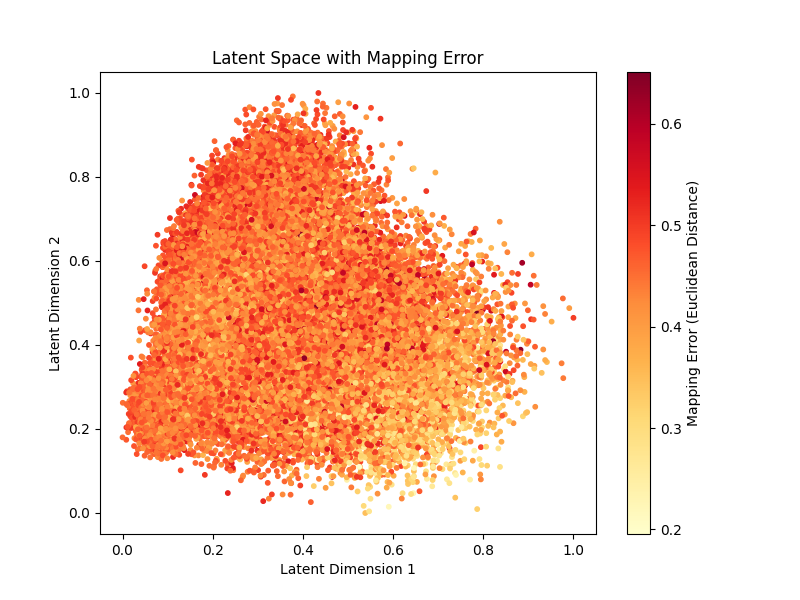 Latent Space with Mapping Error
Latent Dimension 2
1.0
0.8
0.6
0.4
0.2
0.0
0.0 0.2 0.4 0.6 0.8 1.0
Latent Dimension 1
0.6
0.5
0.4
0.3
0.2
Mapping Error (Euclidean Distance)